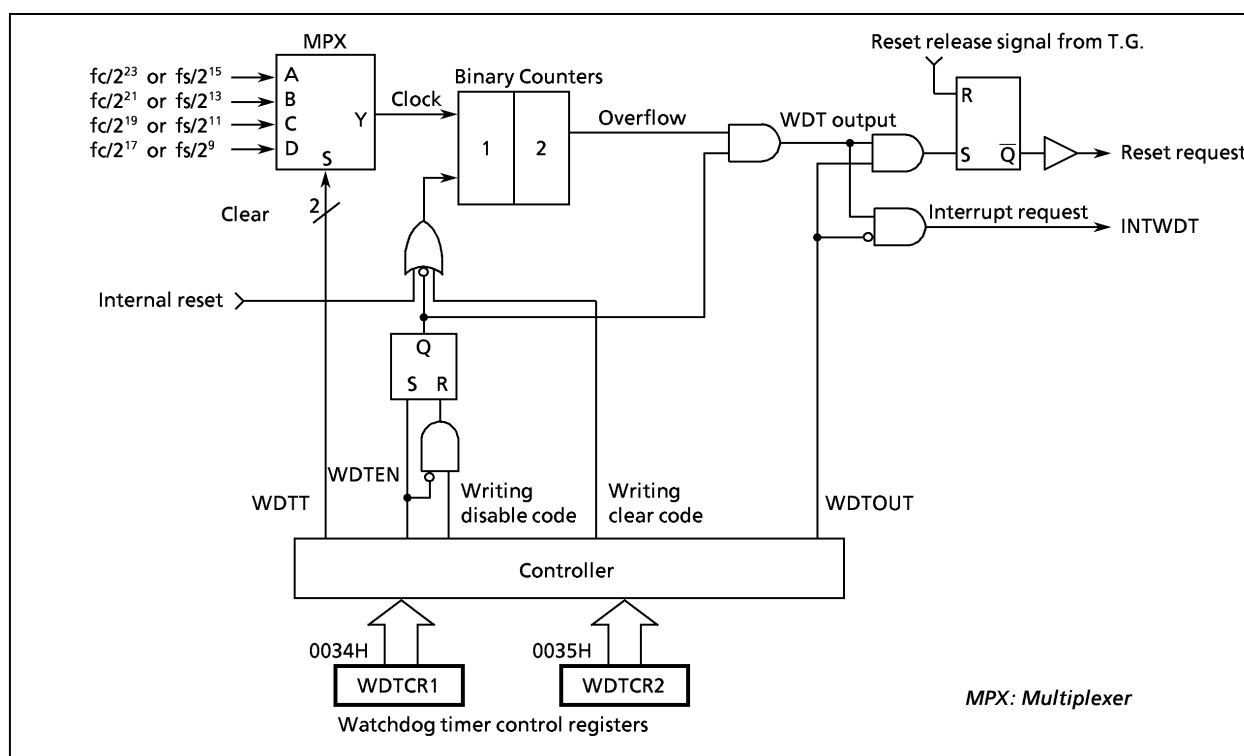 MPX
Reset release signal from T.G.
fc/2²³ or fs/2¹⁵
A
Binary Counters
R
fc/2²¹ or fs/2¹³
B
Y
Clock
Overflow
WDT output
fc/2¹⁹ or fs/2¹¹
C
1
2
fc/2¹⁷ or fs/2⁹
D
S
S
Q̅
Reset request
Clear
2
Interrupt request
INTWDT
Internal reset
Q
S
R
WDTEN
WDTT
Writing
disable code
Writing
clear code
WDTOUT
Controller
0034H
0035H
WDTCR1
WDTCR2
MPX: Multiplexer
Watchdog timer control registers